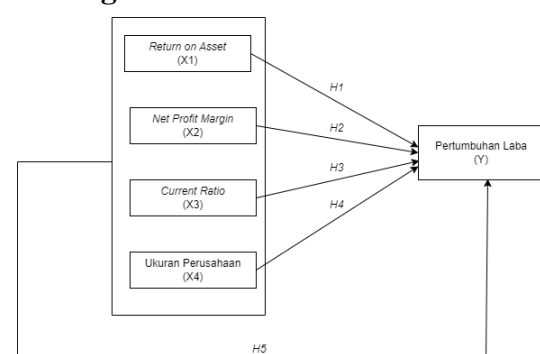 Return on Asset
(X1)
H1
Net Profit Margin
(X2)
H2
Pertumbuhan Laba
(Y)
Current Ratio
(X3)
H3
H4
Ukuran Perusahaan
(X4)
H5